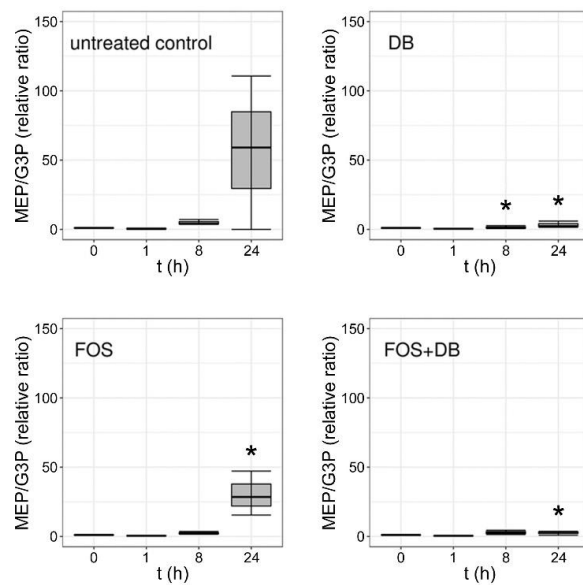 untreated control
MEP/G3P (relative ratio)
150
100
50
0
0 1 8 24
t (h)
DB
MEP/G3P (relative ratio)
150
100
50
0
* *
0 1 8 24
t (h)
FOS
MEP/G3P (relative ratio)
150
100
50
0
*
0 1 8 24
t (h)
FOS+DB
MEP/G3P (relative ratio)
150
100
50
0
*
0 1 8 24
t (h)